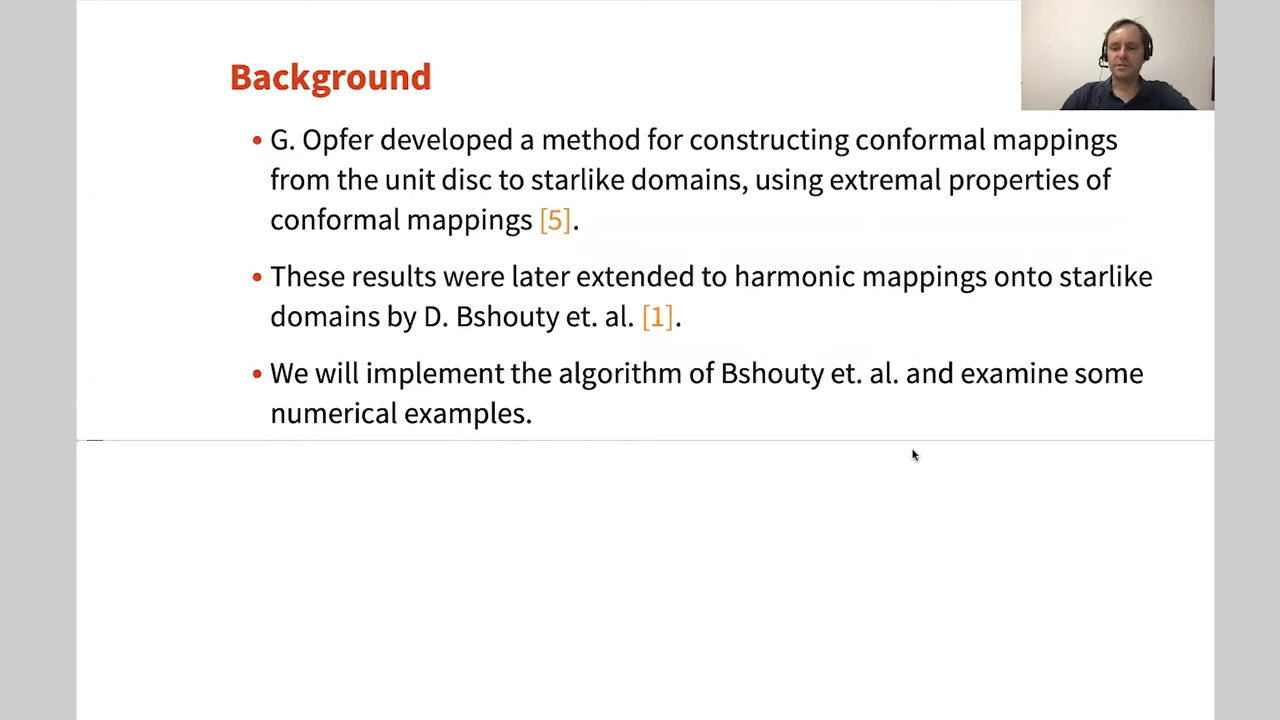 Background
• G. Opfer developed a method for constructing conformal mappings
from the unit disc to starlike domains, using extremal properties of
conformal mappings [5].
• These results were later extended to harmonic mappings onto starlike
domains by D. Bshouty et. al. [1].
• We will implement the algorithm of Bshouty et. al. and examine some
numerical examples.